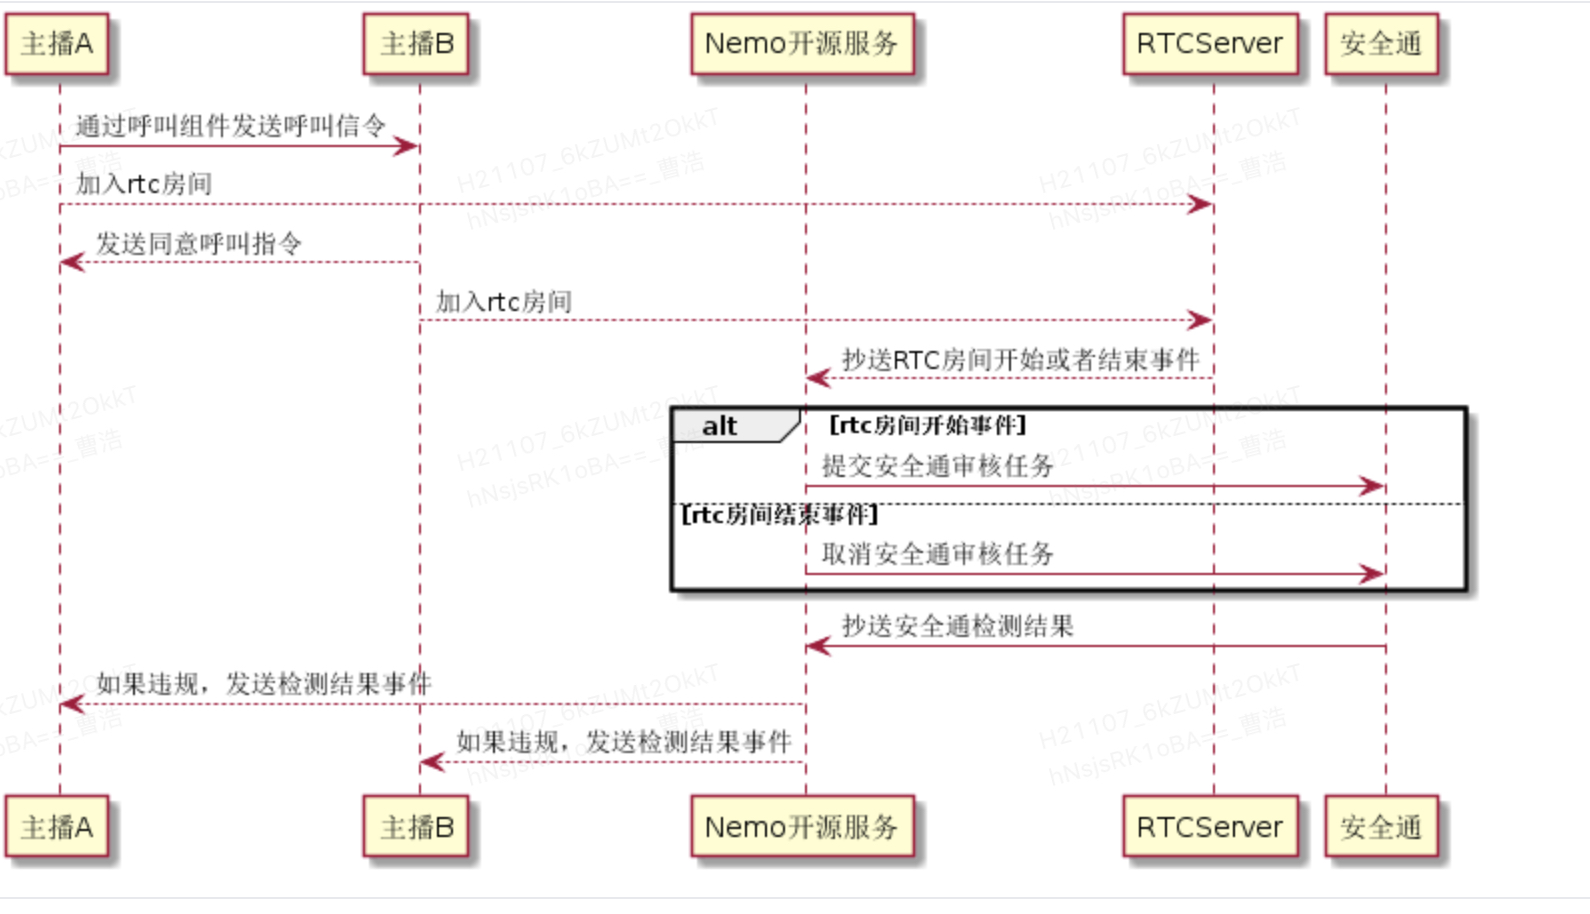 主播A
主播B
Nemo开源服务
RTCServer
安全通
通过呼叫组件发送呼叫信令
加入rtc房间
发送同意呼叫指令
加入rtc房间
抄送RTC房间开始或者结束事件
alt
[rtc房间开始事件]
提交安全通审核任务
[rtc房间结束事件]
取消安全通审核任务
抄送安全通检测结果
如果违规，发送检测结果事件
如果违规，发送检测结果事件
主播A
主播B
Nemo开源服务
RTCServer
安全通
H21107_6kZUMt2OkkT
hNsjsRK1oBA==_曹浩
H21107_6kZUMt2OkkT
hNsjsRK1oBA==_曹浩
kZUMt2OkkT
oBA==_曹浩
H21107_6kZUMt2OkkT
hNsjsRK1oBA==_曹浩
H21107_6kZUMt2OkkT
hNsjsRK1oBA==_曹浩